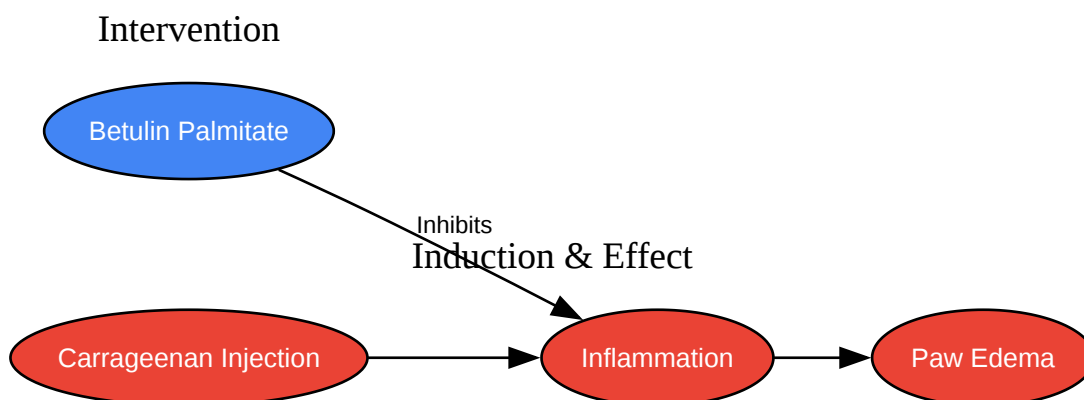 Intervention
Betulin Palmitate
Inhibits
Induction & Effect
Carrageenan Injection
Inflammation
Paw Edema